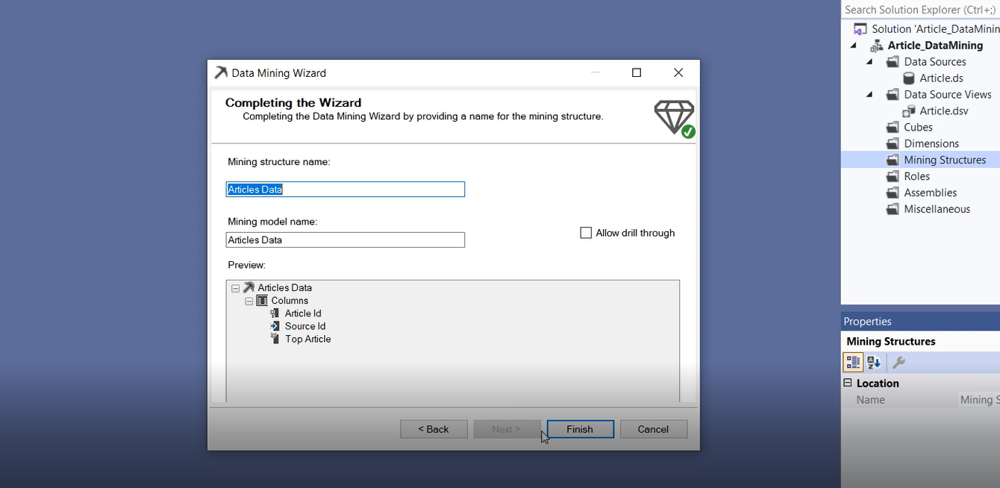 Data Mining Wizard
Completing the Wizard
Completing the Data Mining Wizard by providing a name for the mining structure.
Mining structure name:
Articles Data
Mining model name:
Articles Data
Allow drill through
Preview:
Articles Data
Columns
Article Id
Source Id
Top Article
< Back
Next >
Finish
Cancel
Search Solution Explorer (Ctrl+;)
Solution 'Article_DataMinin
Article_DataMining
Data Sources
Article.ds
Data Source Views
Article.dsv
Cubes
Dimensions
Mining Structures
Roles
Assemblies
Miscellaneous
Properties
Mining Structures
Location
Name Mining S